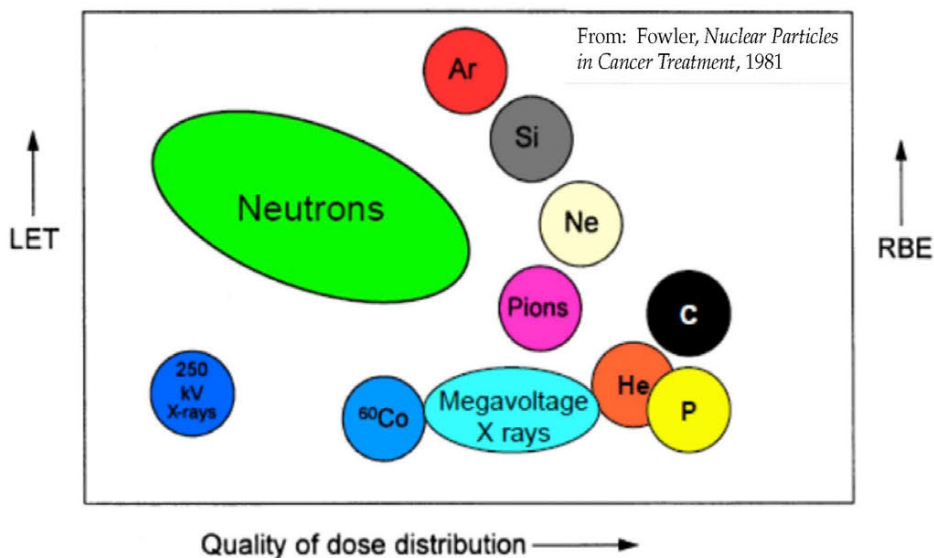 From: Fowler, Nuclear Particles
in Cancer Treatment, 1981
Ar
Si
Neutrons
Ne
LET
RBE
Pions
C
250
kV
X-rays
He
P
⁶⁰Co
Megavoltage
X rays
Quality of dose distribution